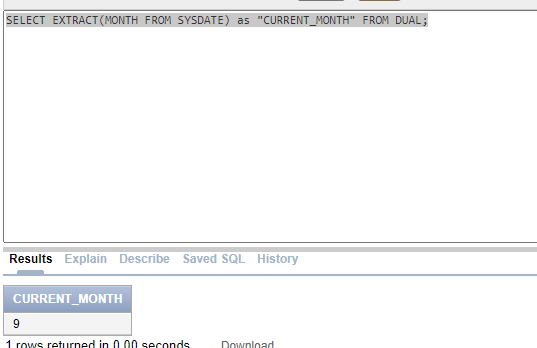 SELECT EXTRACT(MONTH FROM SYSDATE) as "CURRENT_MONTH" FROM DUAL;
Results Explain Describe Saved SQL History
CURRENT_MONTH
9
1 rows returned in 0.00 seconds Download